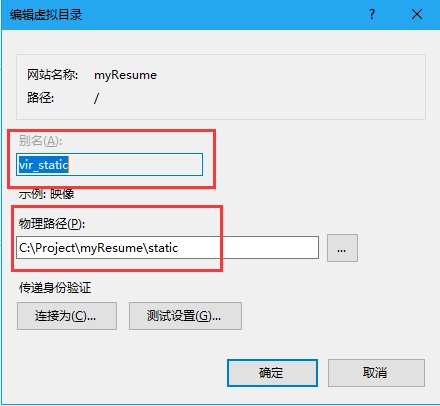 编辑虚拟目录 ? ×
网站名称: myResume
路径: /
别名(A):
vir_static
示例: 映像
物理路径(P):
C:\Project\myResume\static ...
传递身份验证
连接为(C)... 测试设置(G)...
确定 取消